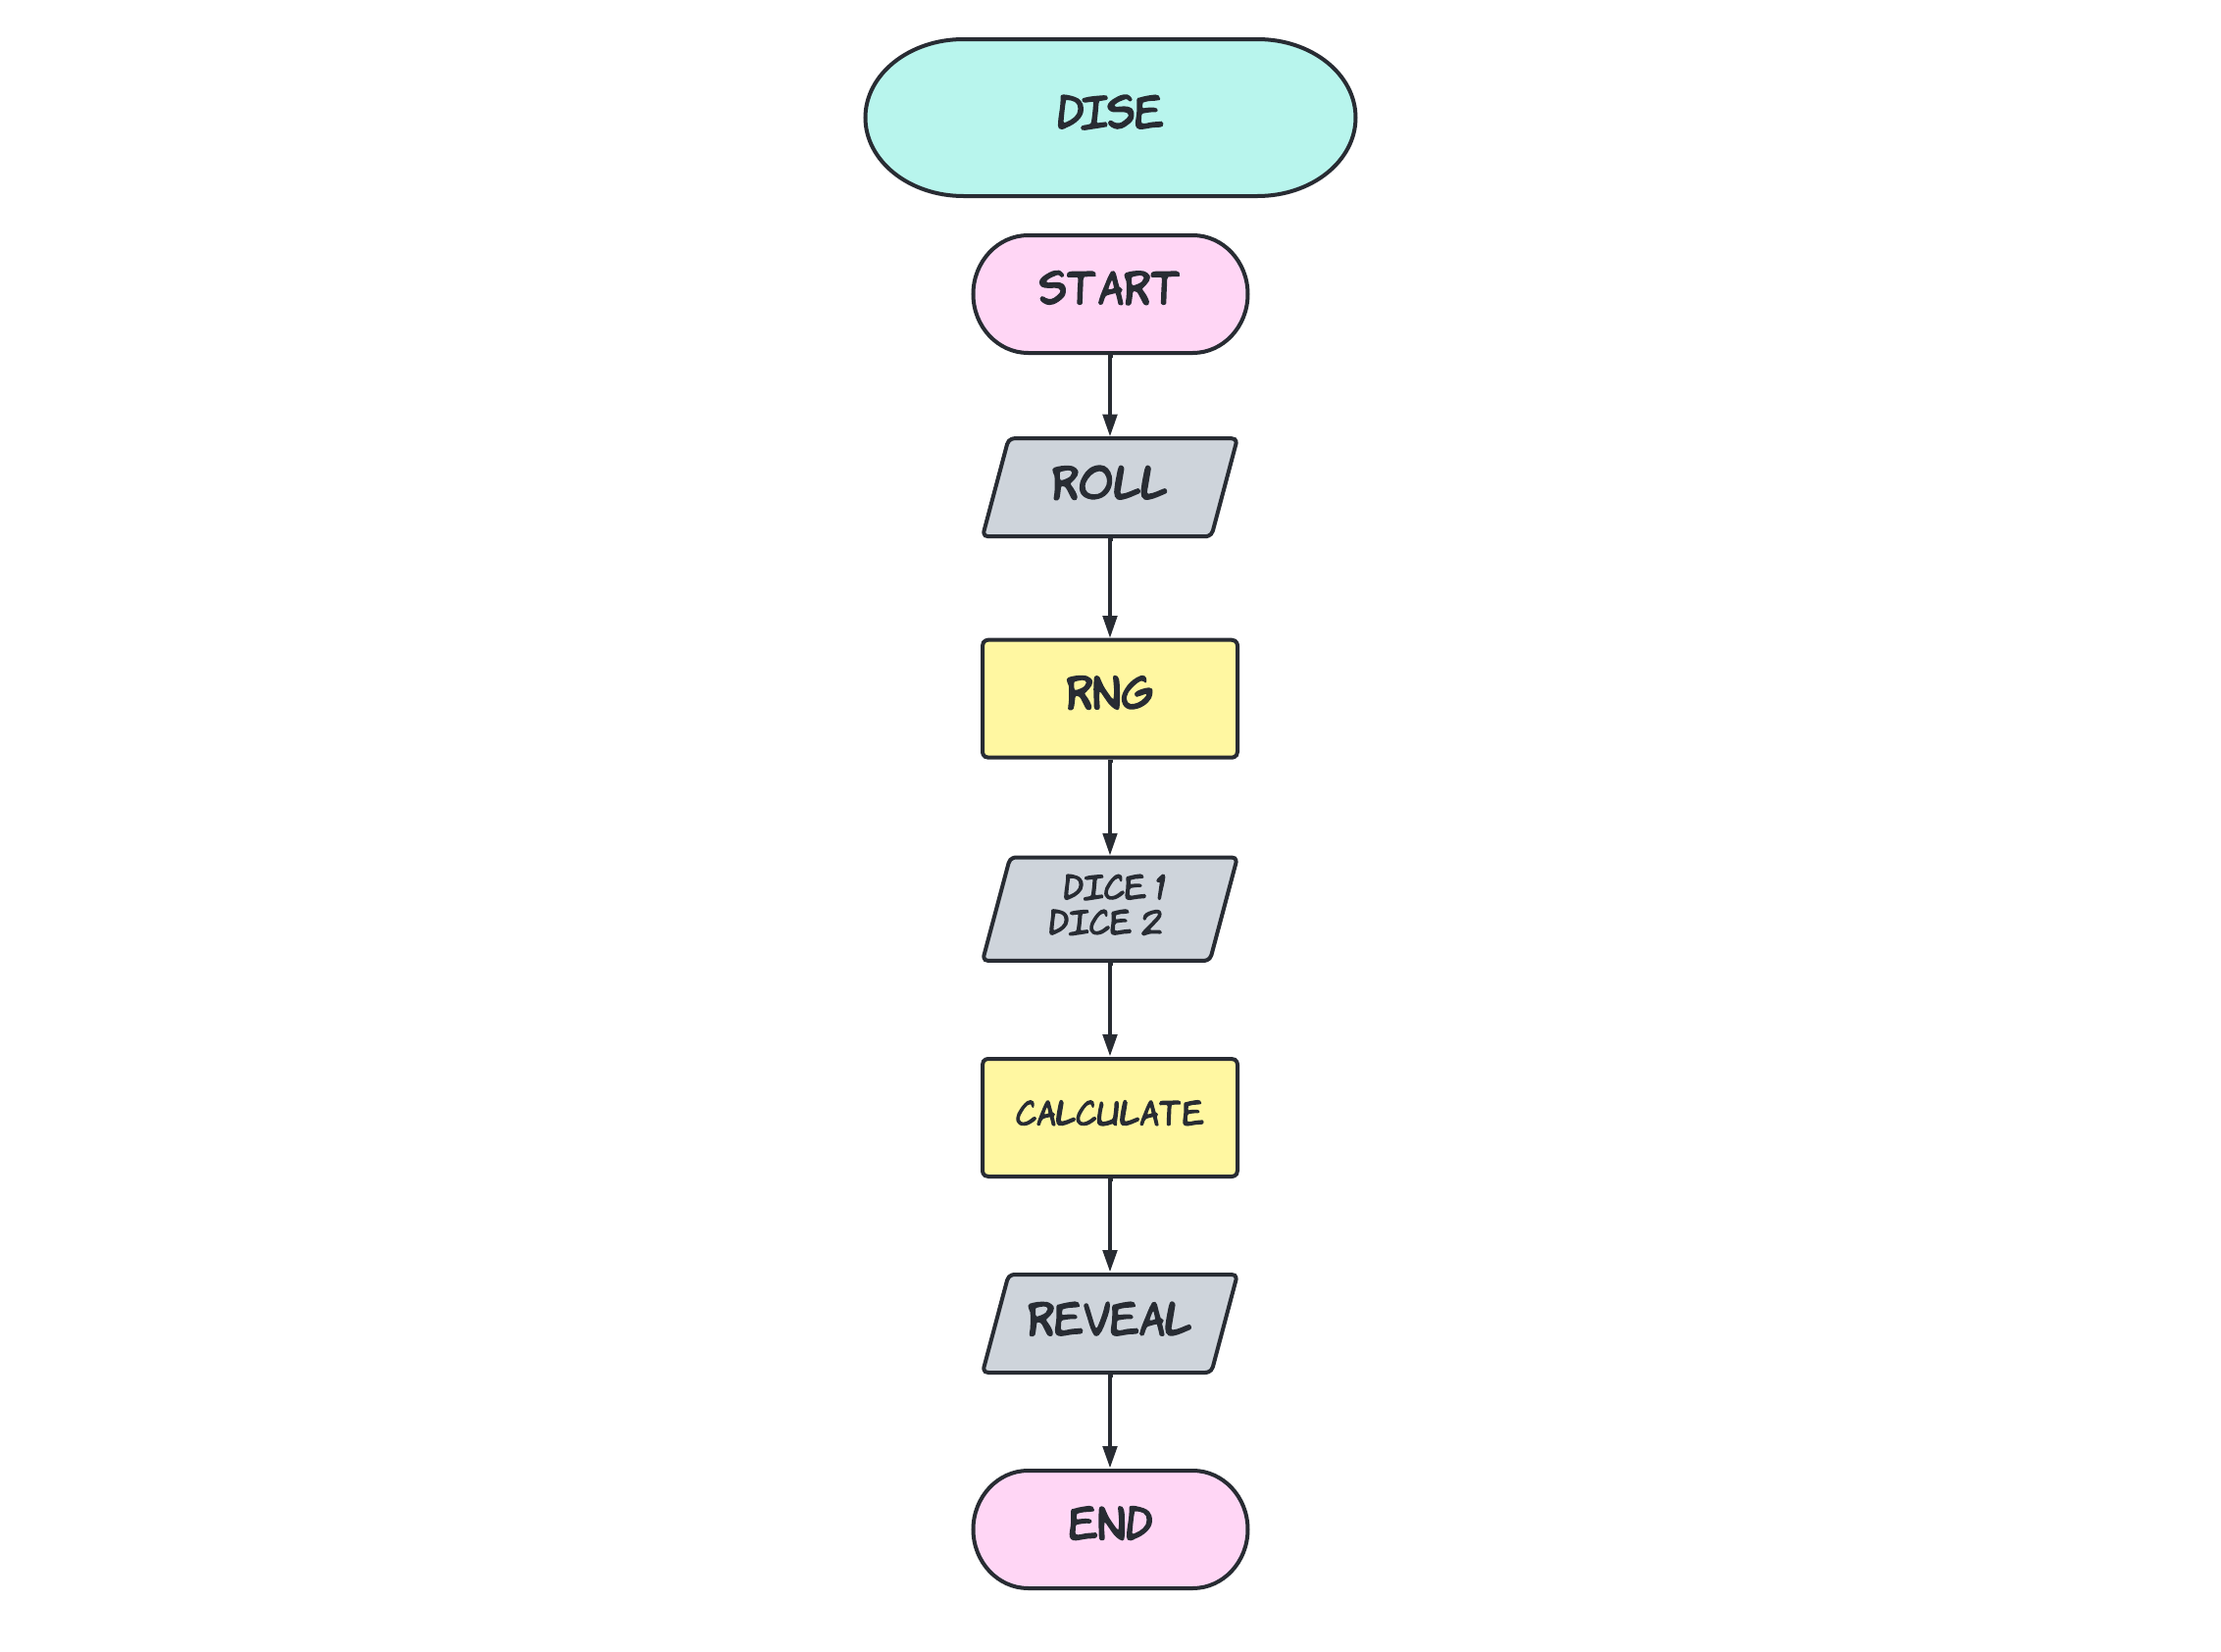 DISE
START
ROLL
RNG
DICE 1
DICE 2
CALCULATE
REVEAL
END